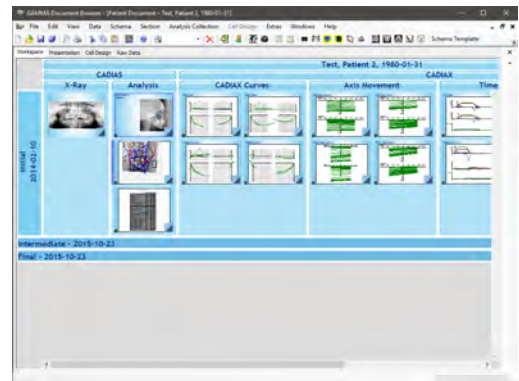 GAMMA Document Browser - [Patient Document - Test, Patient 2, 1980-01-31]
File Edit View Data Schema Section Analysis Collection Cell Design Extras Windows Help
Schema Template:
Workspace Presentation Cell Design Raw Data
Test, Patient 2, 1980-01-31
CADIAS CADIAX
X-Ray Analysis CADIAX Curves Axis Movement Time
Initial
2014-02-10
Intermediate - 2015-10-23
Final - 2015-10-23